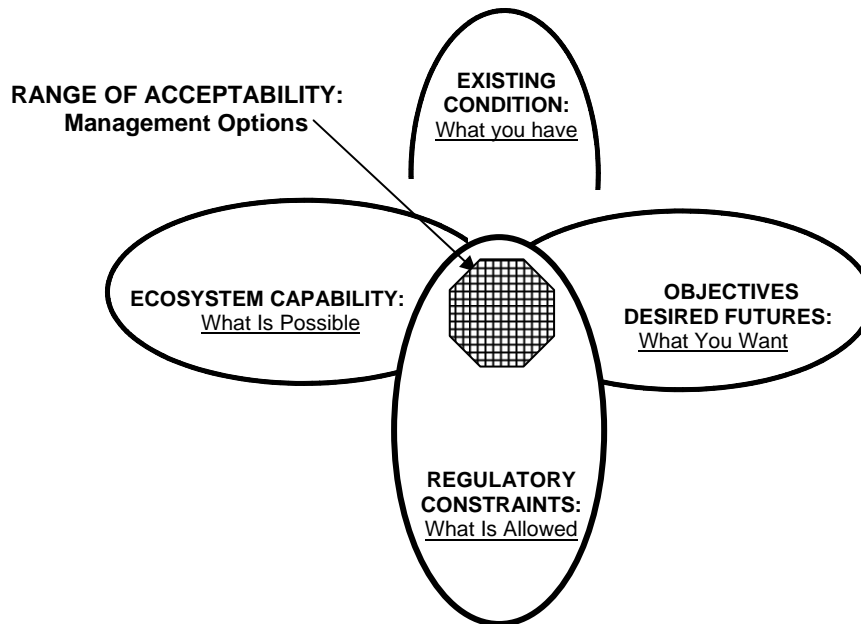 RANGE OF ACCEPTABILITY:
Management Options
EXISTING
CONDITION:
What you have
ECOSYSTEM CAPABILITY:
What Is Possible
OBJECTIVES
DESIRED FUTURES:
What You Want
REGULATORY
CONSTRAINTS:
What Is Allowed